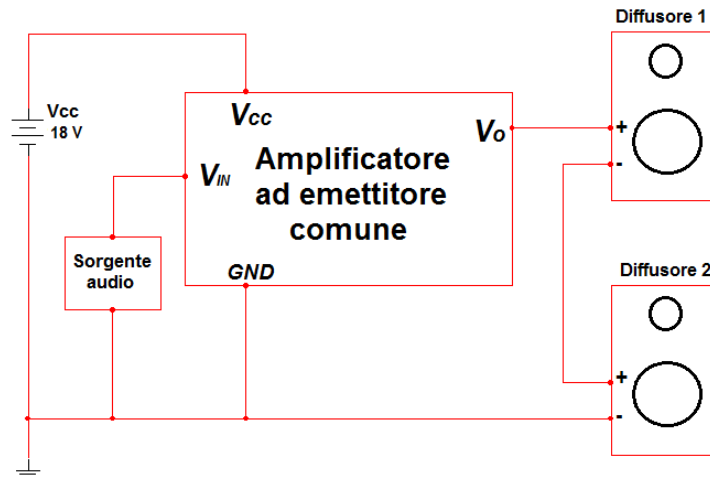 Diffusore 1
Vcc
18 V
VCC
VO
+
-
Amplificatore
ad emettitore
comune
VIN
Sorgente
audio
GND
Diffusore 2
+
-